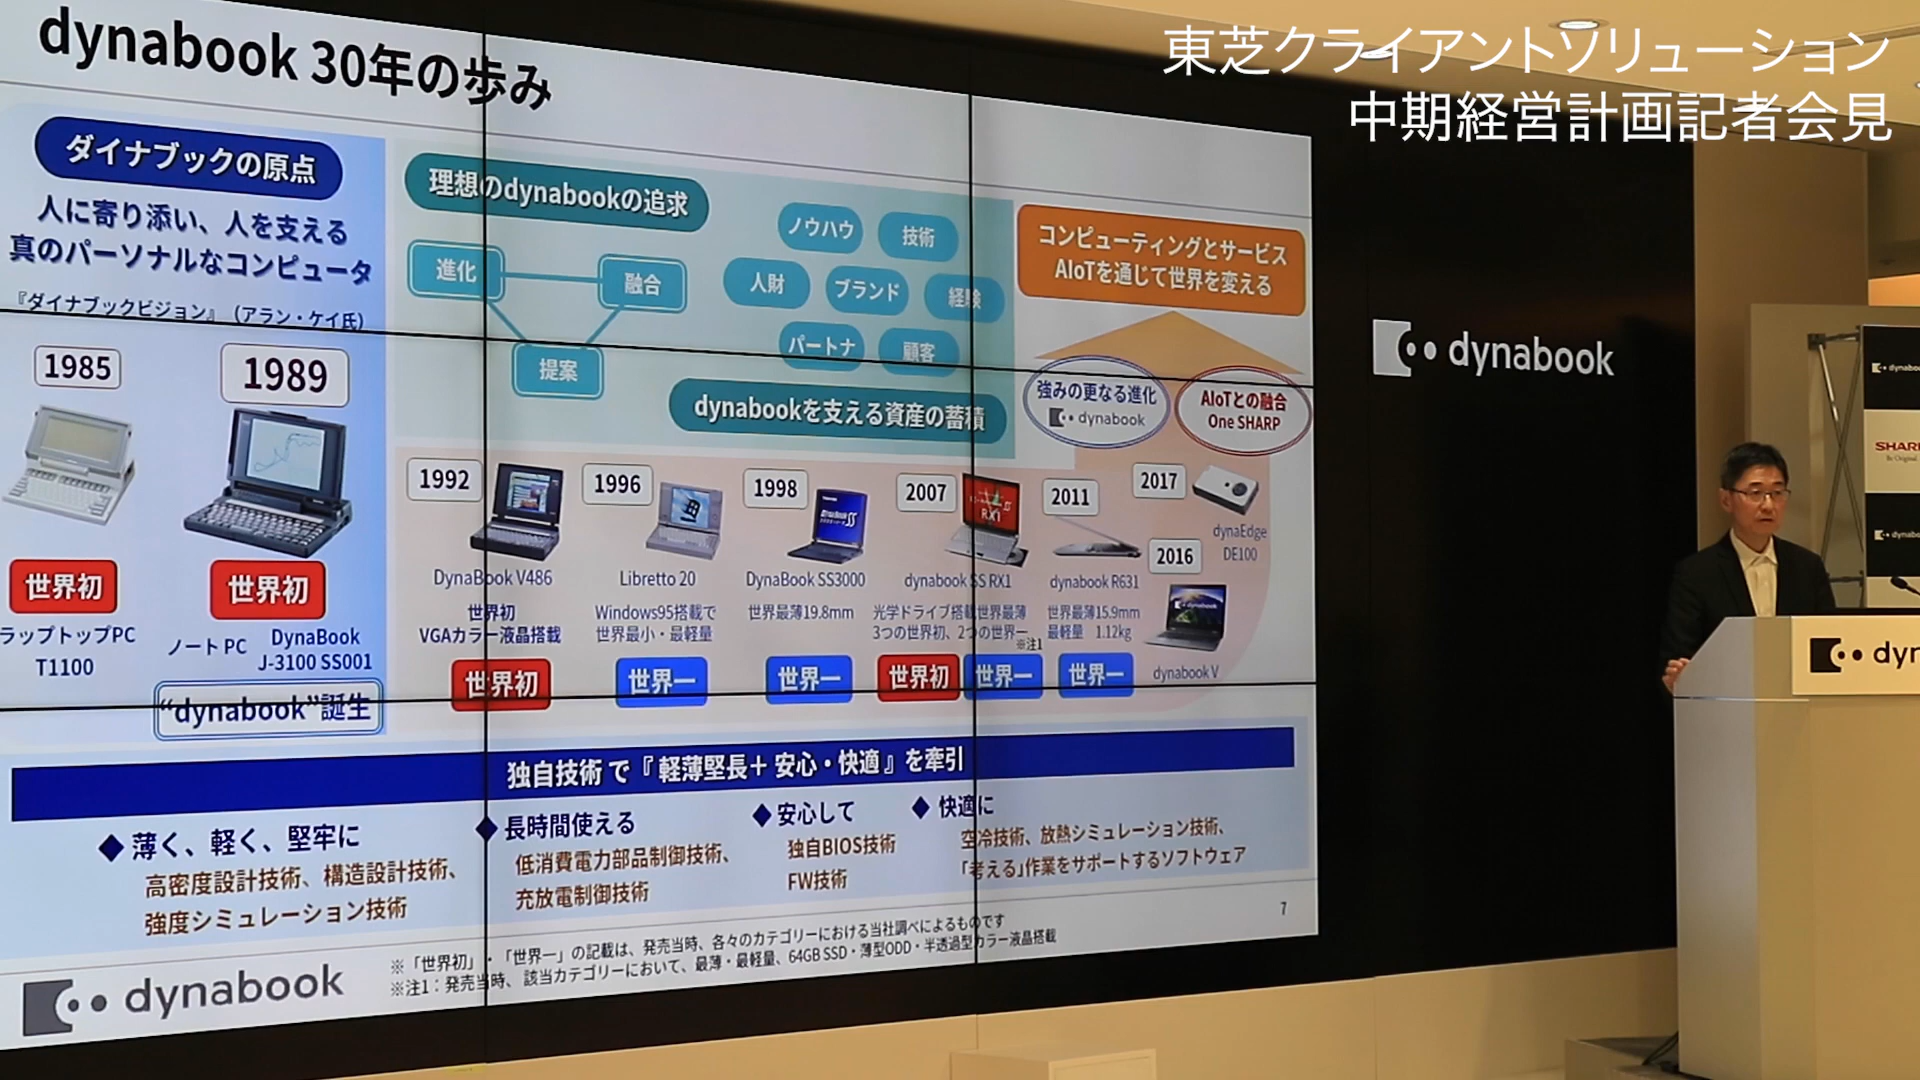 東芝クライアントソリューション
中期経営計画記者会見
dynabook 30年の歩み
ダイナブックの原点
人に寄り添い、人を支える
真のパーソナルなコンピュータ
『ダイナブックビジョン』（アラン・ケイ氏）
1985
1989
世界初
世界初
ラップトップPC
T1100
ノートPC
DynaBook
J-3100 SS001
“dynabook”誕生
理想のdynabookの追求
進化
融合
提案
ノウハウ
技術
人財
ブランド
経験
パートナ
顧客
dynabookを支える資産の蓄積
コンピューティングとサービス
AIoTを通じて世界を変える
強みの更なる進化
dynabook
AIoTとの融合
One SHARP
1992
DynaBook V486
世界初
VGAカラー液晶搭載
世界初
1996
Libretto 20
Windows95搭載で
世界最小・最軽量
世界一
1998
DynaBook SS3000
世界最薄19.8mm
世界一
2007
RX1
dynabook SS RX1
光学ドライブ搭載世界最薄
3つの世界初、2つの世界一
※注1
世界初
世界一
2011
dynabook R631
世界最薄15.9mm
最軽量 1.12kg
世界一
2017
dynaEdge
DE100
2016
dynabook V
独自技術で『軽薄堅長＋安心・快適』を牽引
◆ 薄く、軽く、堅牢に
高密度設計技術、構造設計技術、
強度シミュレーション技術
◆ 長時間使える
低消費電力部品制御技術、
充放電制御技術
◆ 安心して
独自BIOS技術
FW技術
◆ 快適に
空冷技術、放熱シミュレーション技術、
「考える」作業をサポートするソフトウェア
7
※「世界初」・「世界一」の記載は、発売当時、各々のカテゴリーにおける当社調べによるものです
※注1：発売当時、該当カテゴリーにおいて、最薄・最軽量、64GB SSD・薄型ODD・半透過型カラー液晶搭載
dynabook
dynabook
SHAR
dyn